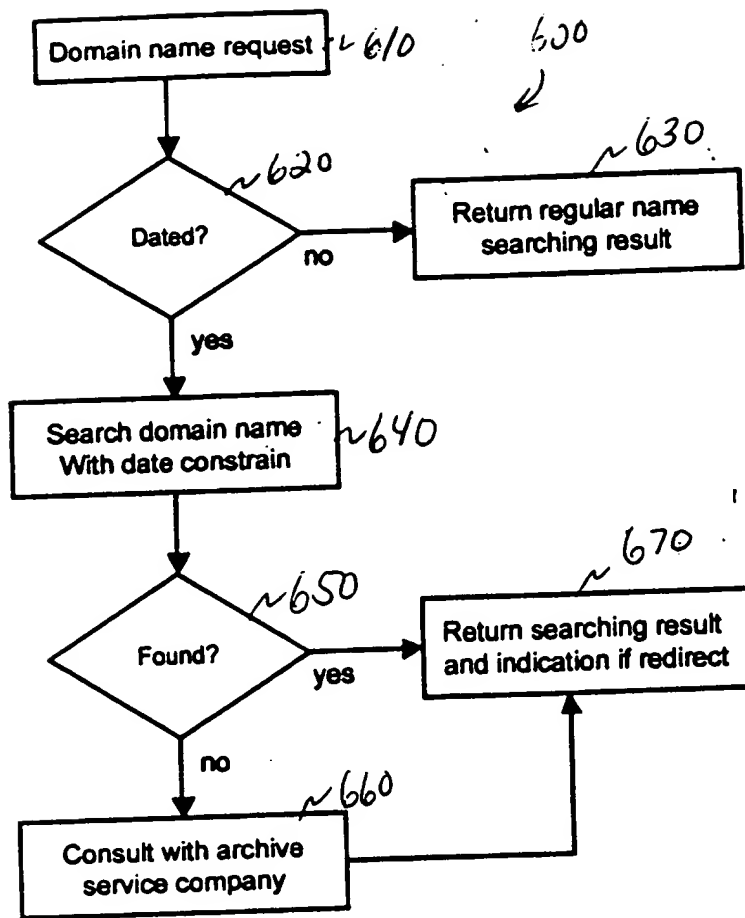 Domain name request
~610
600
~620
~630
Dated?
no
Return regular name
searching result
yes
Search domain name
With date constrain
~640
~650
~670
Found?
yes
Return searching result
and indication if redirect
no
~660
Consult with archive
service company